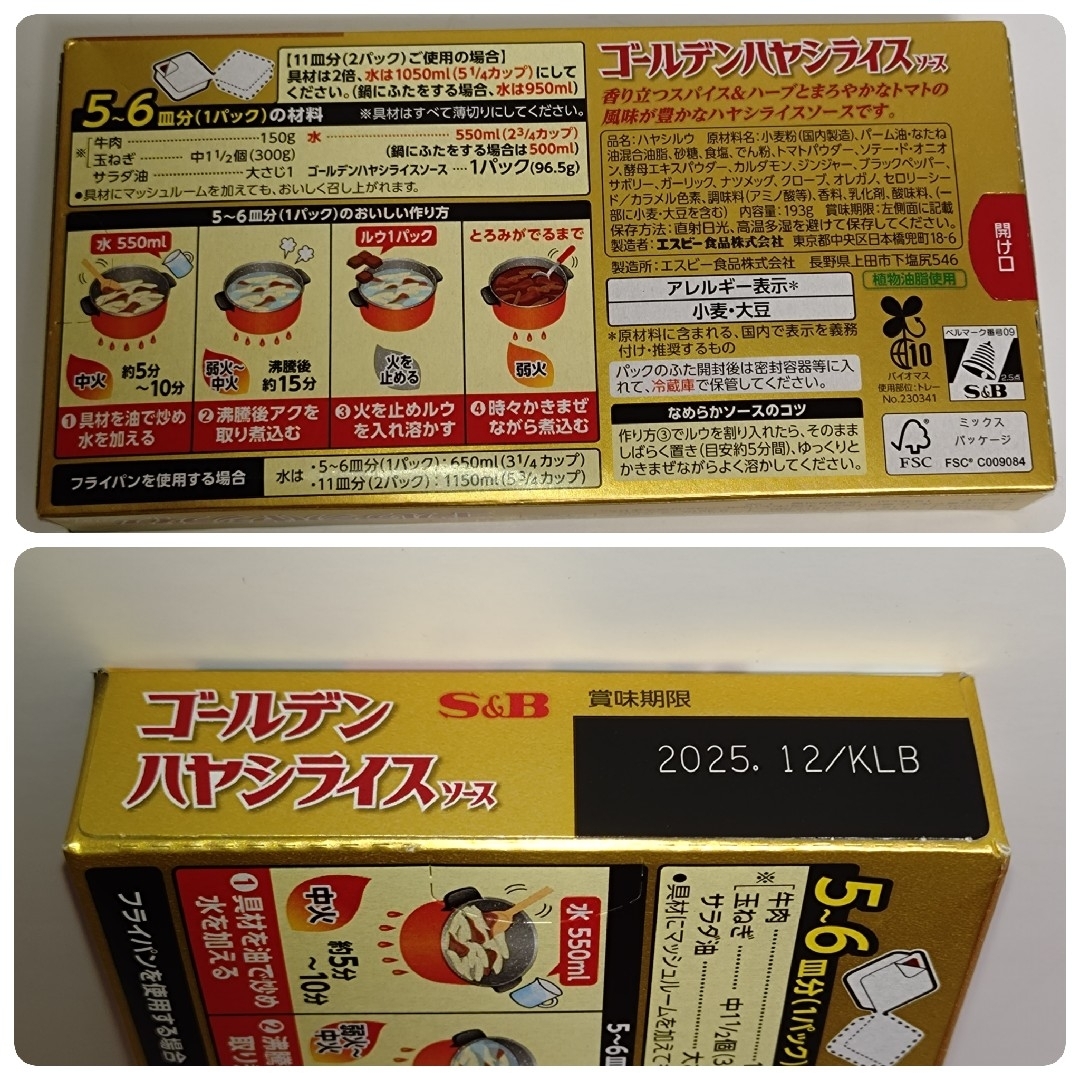 【11皿分(2パック)ご使用の場合】
具材は2倍、水は1050ml(5 1/4カップ)にして
ください。(鍋にふたをする場合、水は950ml)
5~6皿分(1パック)の材料
※具材はすべて薄切りにしてください。
※
牛肉 150g
玉ねぎ 中1 1/2個(300g)
サラダ油 大さじ1
水 550ml(2 3/4カップ)
(鍋にふたをする場合は500ml)
ゴールデンハヤシライスソース 1パック(96.5g)
●具材にマッシュルームを加えても、おいしく召し上がれます。
5~6皿分(1パック)のおいしい作り方
水 550ml
中火
約5分
~10分
1 具材を油で炒め
水を加える
弱火~
中火
沸騰後
約15分
2 沸騰後アクを
取り煮込む
ルウ1パック
火を
止める
3 火を止めルウ
を入れ溶かす
とろみがでるまで
弱火
4 時々かきまぜ
ながら煮込む
フライパンを使用する場合
水は
・5~6皿分(1パック):650ml(3 1/4カップ)
・11皿分(2パック):1150ml(5 3/4カップ)
ゴールデンハヤシライスソース
香り立つスパイス&ハーブとまろやかなトマトの
風味が豊かなハヤシライスソースです。
品名:ハヤシルウ 原材料名:小麦粉(国内製造)、パーム油・なたね
油混合油脂、砂糖、食塩、でん粉、トマトパウダー、ソテー・ド・オニオ
ン、酵母エキスパウダー、カルダモン、ジンジャー、ブラックペッパー、
サボリー、ガーリック、ナツメッグ、クローブ、オレガノ、セロリーシー
ド/カラメル色素、調味料(アミノ酸等)、香料、乳化剤、酸味料、(一
部に小麦・大豆を含む) 内容量:193g 賞味期限:左側面に記載
保存方法:直射日光、高温多湿を避けて保存してください。
製造者:エスビー食品株式会社 東京都中央区日本橋兜町18-6
製造所:エスビー食品株式会社 長野県上田市下塩尻546
開け口
アレルギー表示*
小麦・大豆
*原材料に含まれる、国内で表示を義務
付け・推奨するもの
パックのふた開封後は密封容器等に入
れて、冷蔵庫で保管してください。
なめらかソースのコツ
作り方③でルウを割り入れたら、そのまま
しばらく置き(目安約5分間)、ゆっくりと
かきまぜながらよく溶かしてください。
植物油脂使用
10
バイオマス
使用部位:トレー
No.230341
ベルマーク番号09
2.5点
S&B
FSC
ミックス
パッケージ
FSC® C009084
ゴールデン
ハヤシライスソース
S&B
賞味期限
2025. 12/KLB
5~6皿分(1パック)
※
牛肉
玉ねぎ 中1 1/2個(3
サラダ油 大
●具材にマッシュルームを加えて
5~6皿
水 550ml
中火
約5分
~10分
1 具材を油で炒め
水を加える
弱火~
中火
2 沸騰後
取り煮
フライパンを使用する場合